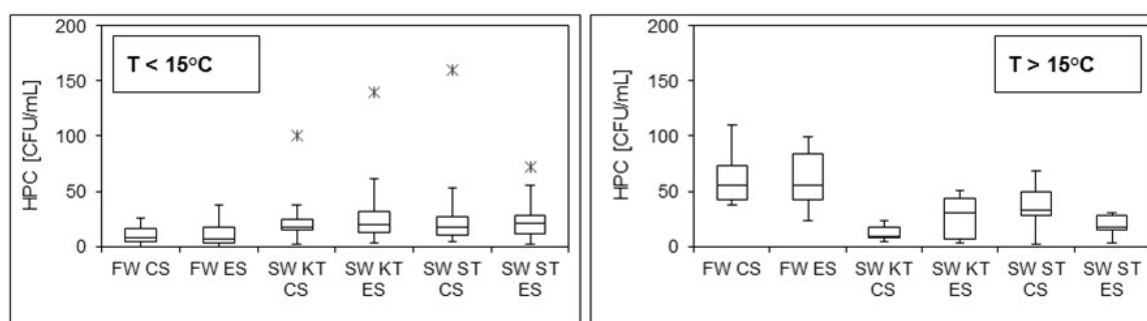 200
150
100
50
0
HPC [CFU/mL]
T < 15°C
FW CS
FW ES
SW KT
CS
SW KT
ES
SW ST
CS
SW ST
ES
200
150
100
50
0
HPC [CFU/mL]
T > 15°C
FW CS
FW ES
SW KT
CS
SW KT
ES
SW ST
CS
SW ST
ES